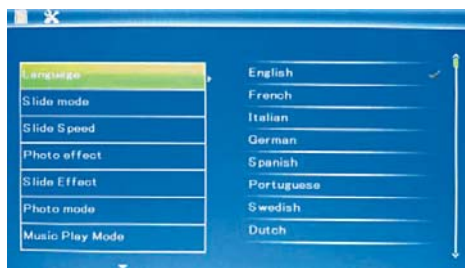 Language
Slide mode
Slide Speed
Photo effect
Slide Effect
Photo mode
Music Play Mode
English
French
Italian
German
Spanish
Portuguese
Swedish
Dutch